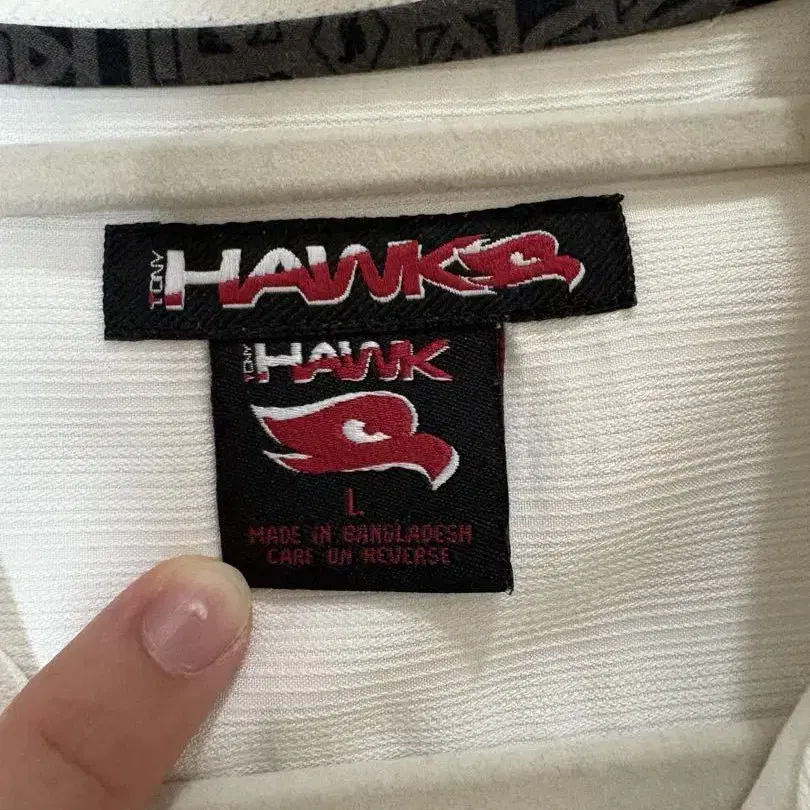 TONY HAWK
TONY HAWK
L
MADE IN BANGLADESH
CARE ON REVERSE